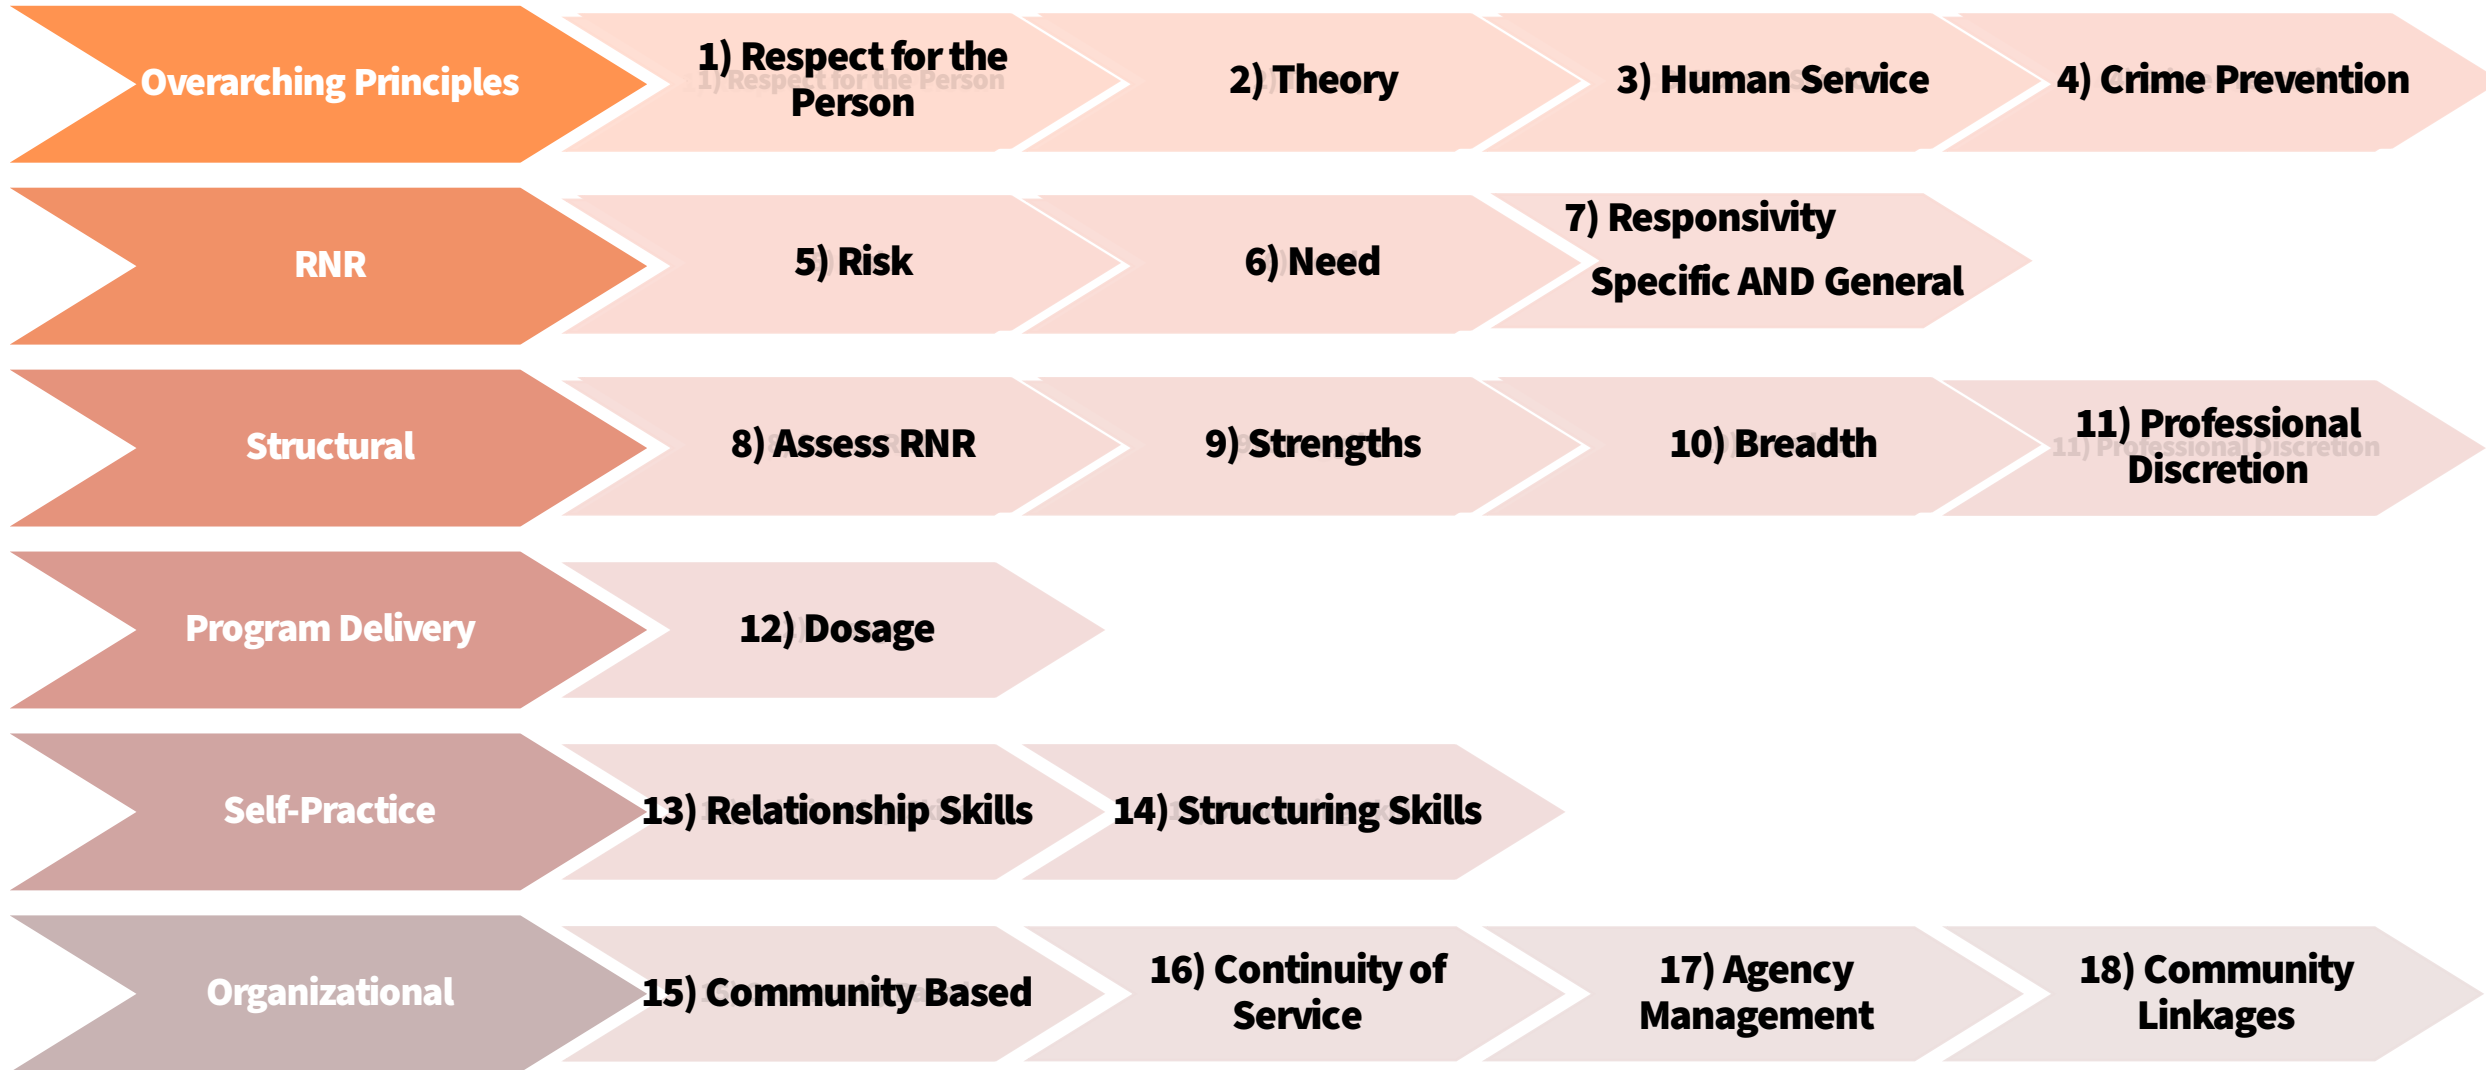 Overarching Principles
1) Respect for the
Person
2) Theory
3) Human Service
4) Crime Prevention
RNR
5) Risk
6) Need
7) Responsivity
Specific AND General
Structural
8) Assess RNR
9) Strengths
10) Breadth
11) Professional
Discretion
Program Delivery
12) Dosage
Self-Practice
13) Relationship Skills
14) Structuring Skills
Organizational
15) Community Based
16) Continuity of
Service
17) Agency
Management
18) Community
Linkages